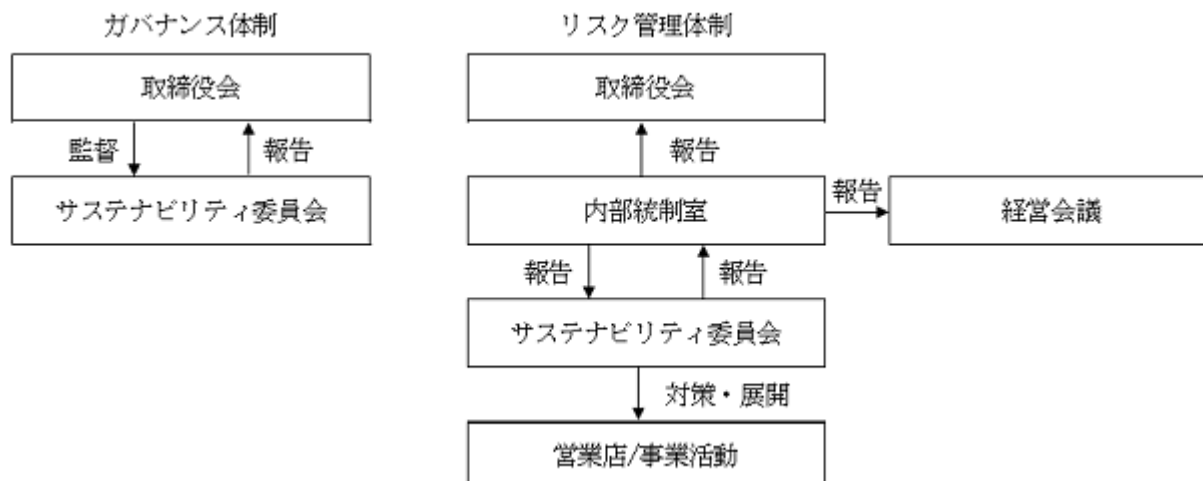 ガバナンス体制
取締役会
監督
報告
サステナビリティ委員会
リスク管理体制
取締役会
報告
内部統制室
報告
経営会議
報告
報告
サステナビリティ委員会
対策・展開
営業店/事業活動